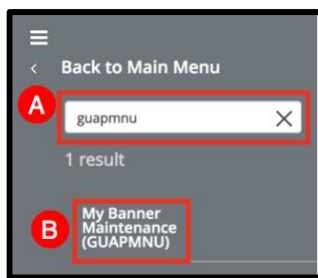 < Back to Main Menu
A
guapmnu
1 result
B
My Banner
Maintenance
(GUAPMNU)